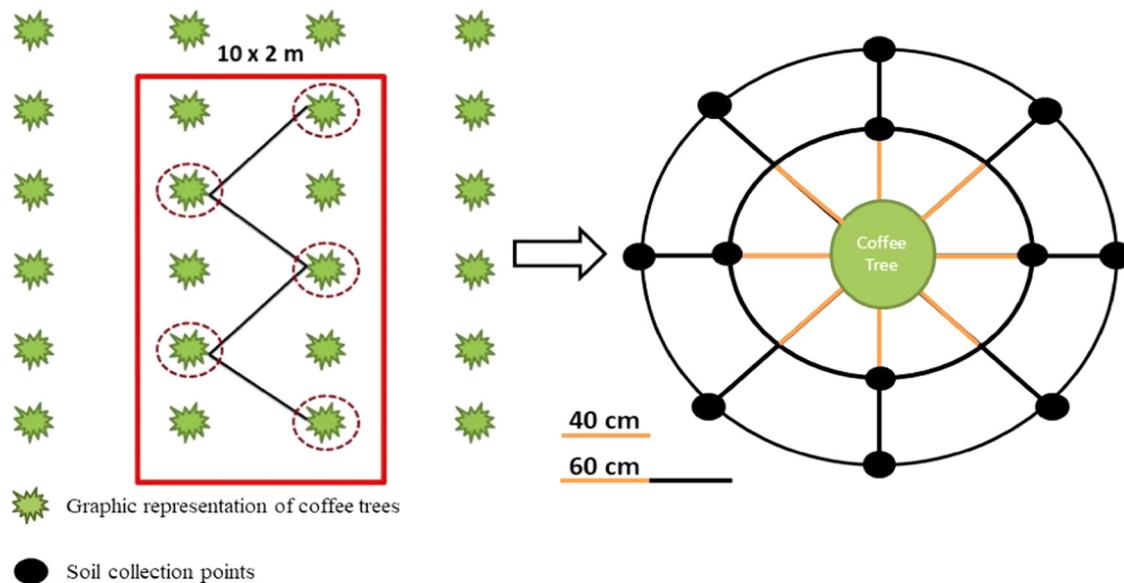 10 x 2 m
Coffee
Tree
40 cm
60 cm
Graphic representation of coffee trees
Soil collection points